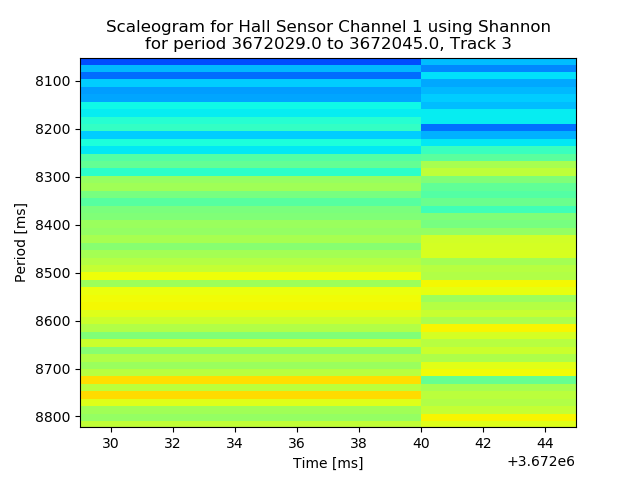 Scaleogram for Hall Sensor Channel 1 using Shannon
for period 3672029.0 to 3672045.0, Track 3
8100
8200
8300
8400
8500
8600
8700
8800
Period [ms]
30 32 34 36 38 40 42 44
Time [ms]
+3.672e6